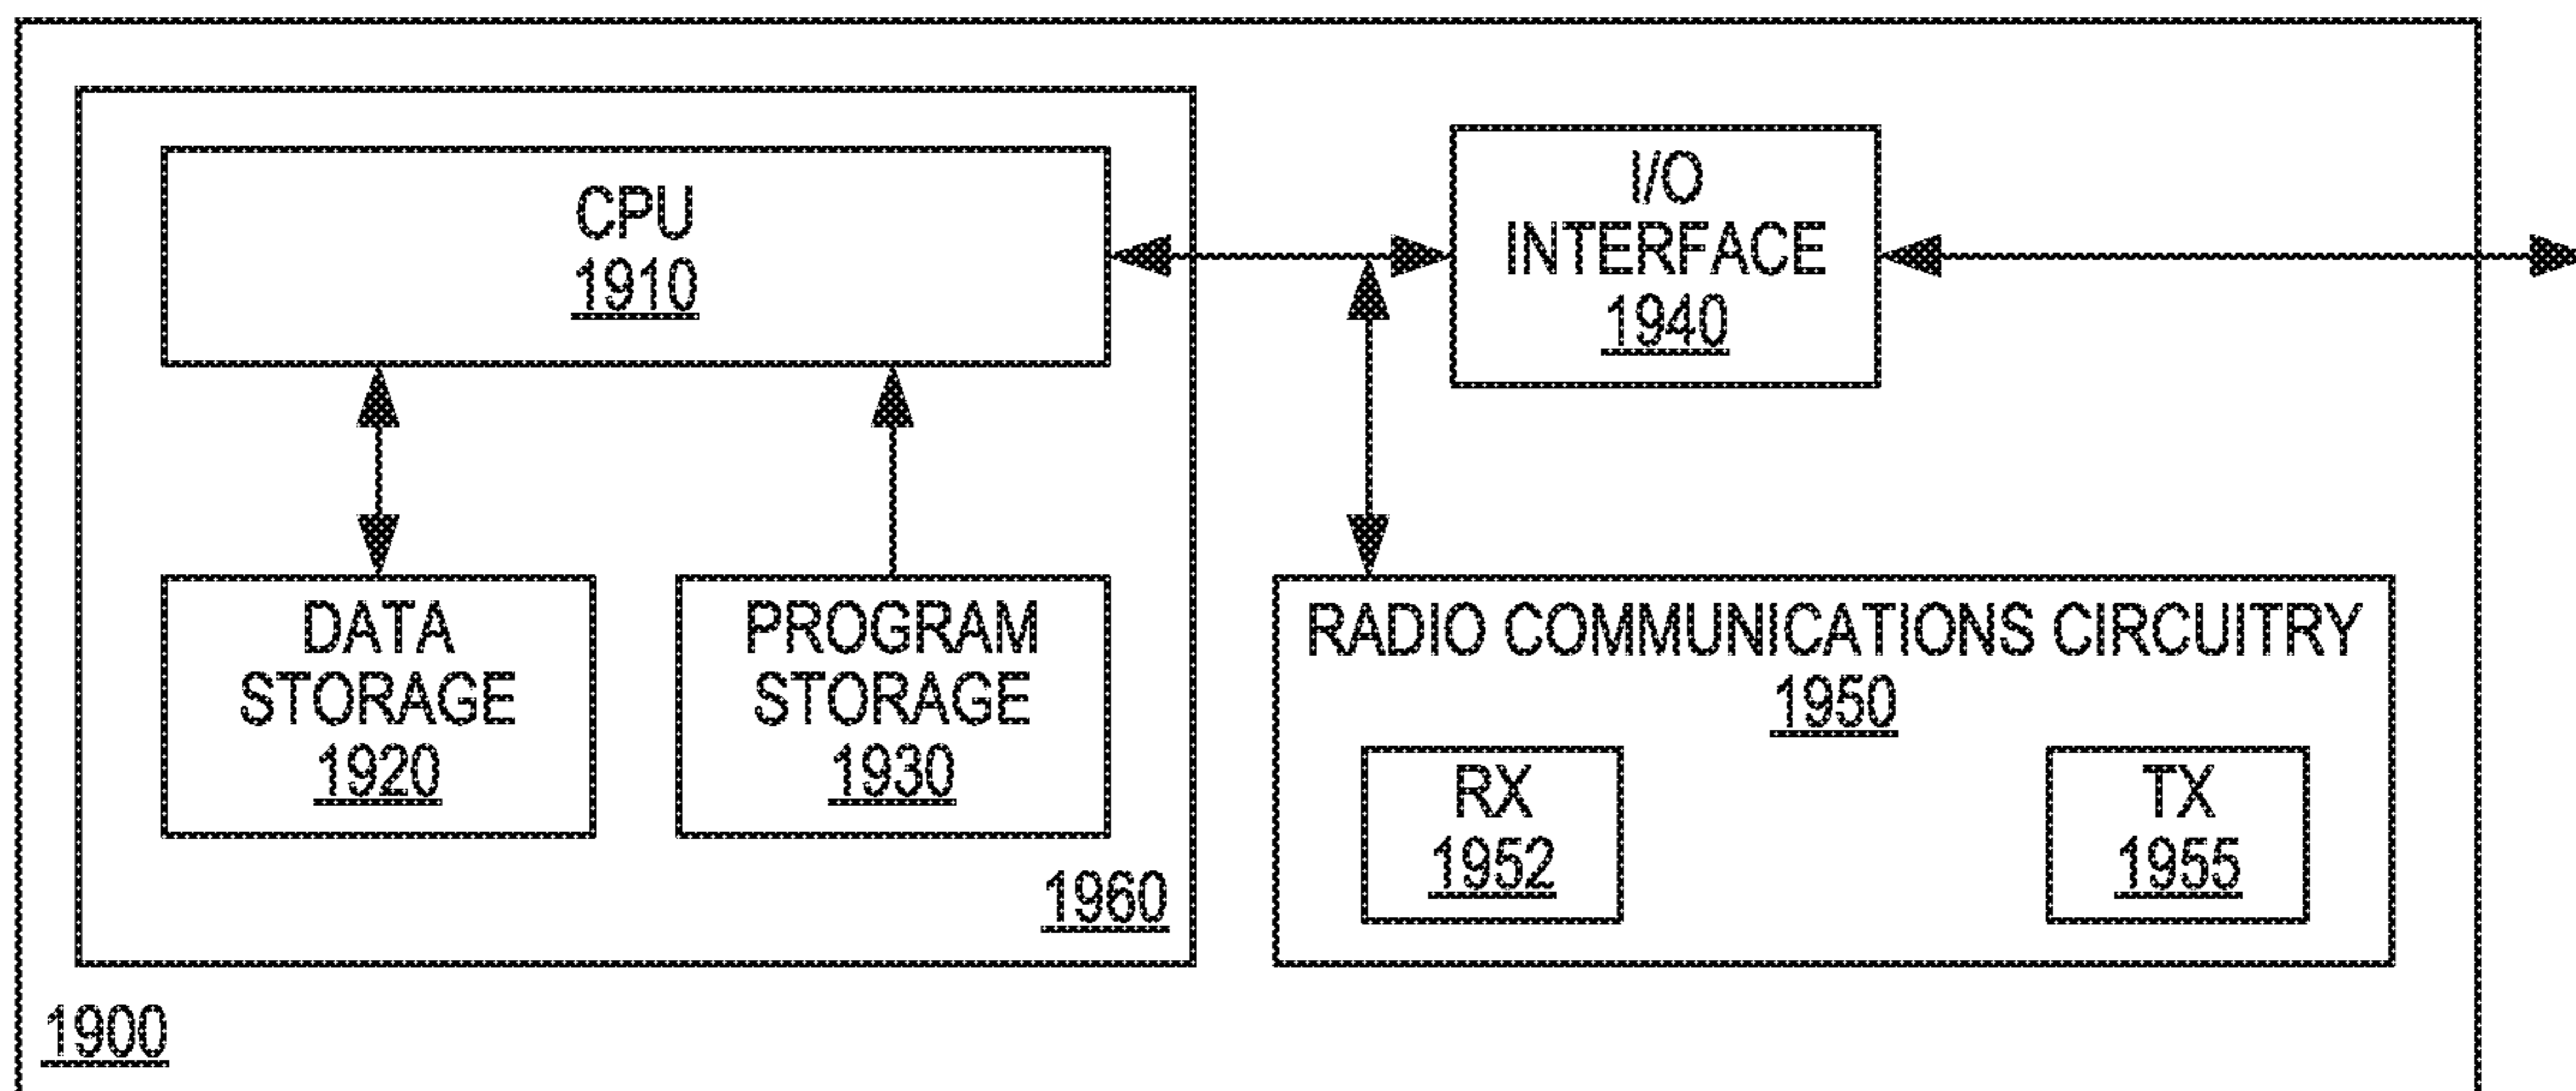 CPU
1910
I/O
INTERFACE
1940
DATA
STORAGE
1920
PROGRAM
STORAGE
1930
RADIO COMMUNICATIONS CIRCUITRY
1950
RX
1952
TX
1955
1960
1900